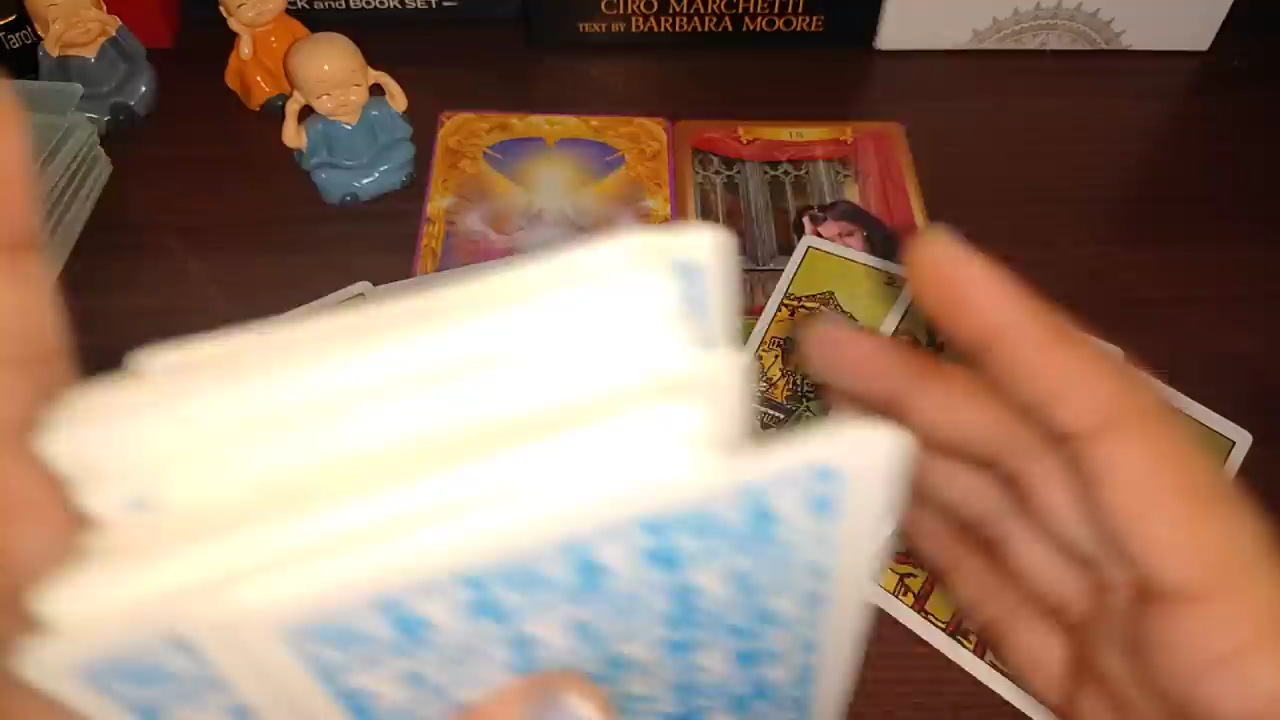 Tarot
CK and BOOK SET
CIRO MARCHETTI
TEXT BY BARBARA MOORE